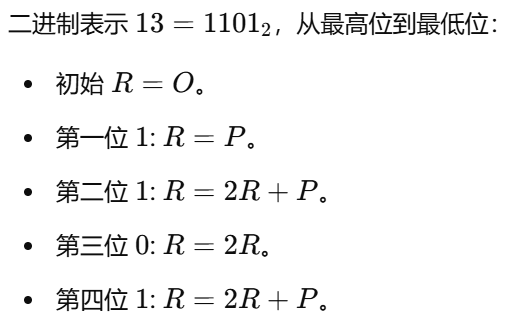 二进制表示 13 = 1101₂，从最高位到最低位：
• 初始 R = O。
• 第一位 1: R = P。
• 第二位 1: R = 2R + P。
• 第三位 0: R = 2R。
• 第四位 1: R = 2R + P。